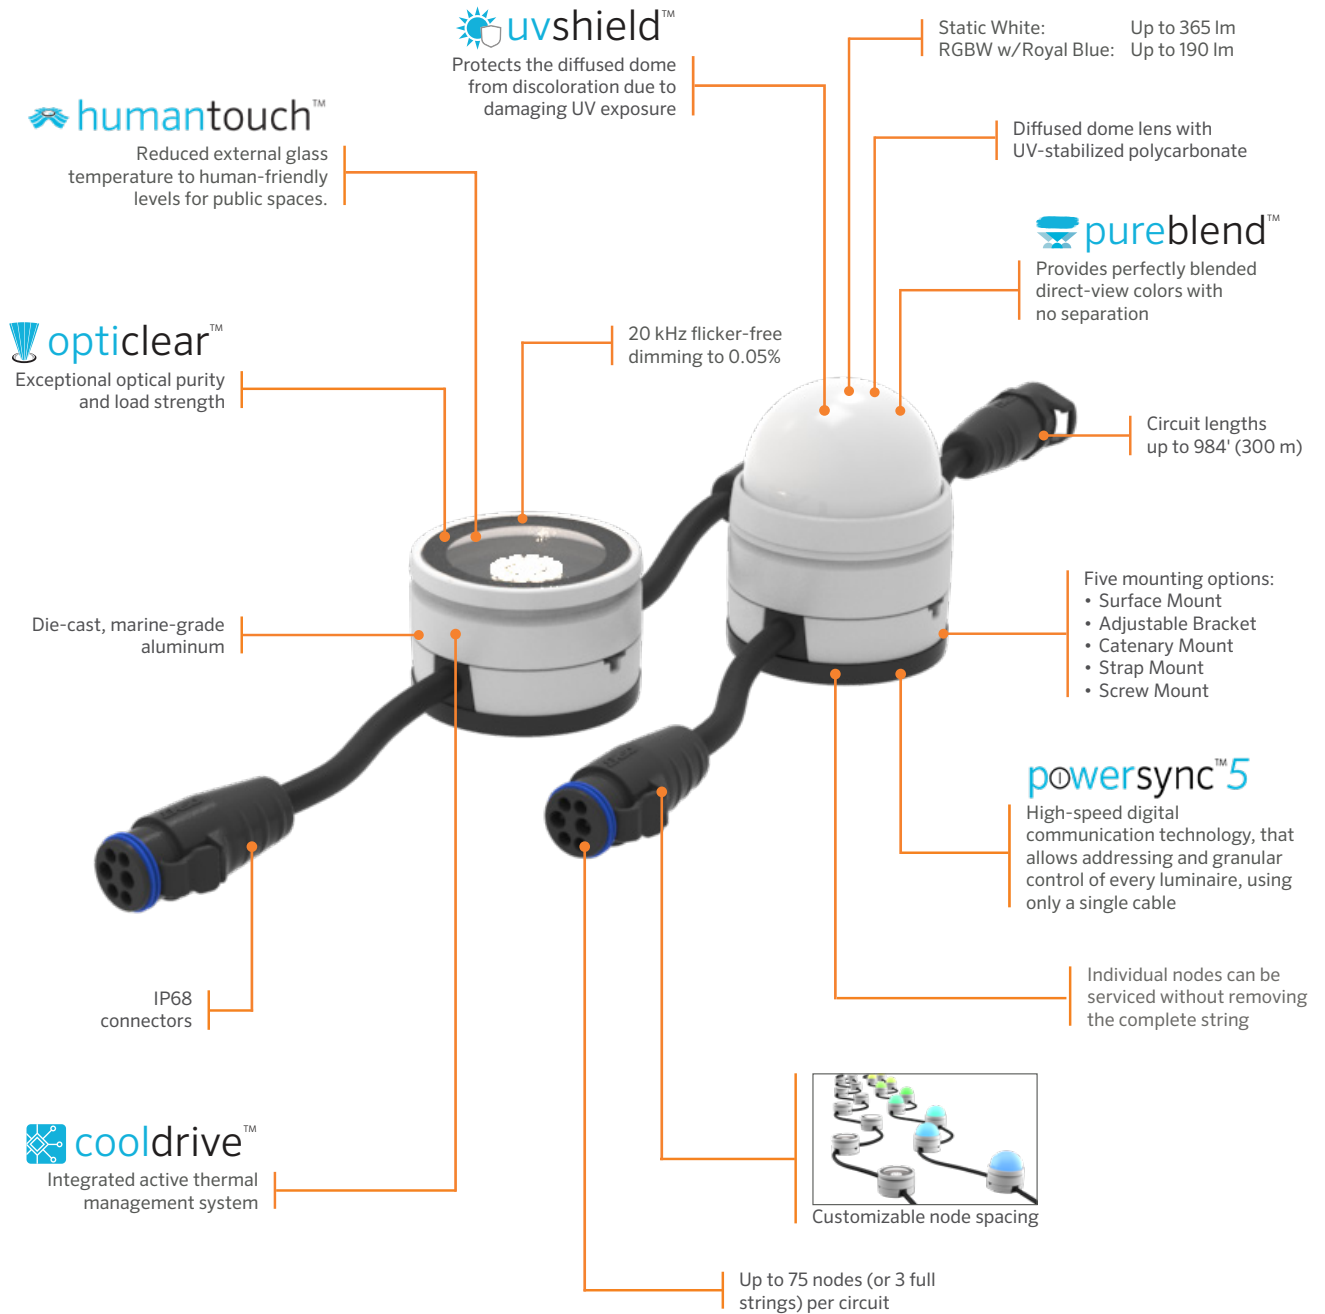 uvshield™
Protects the diffused dome
from discoloration due to
damaging UV exposure
Static White: Up to 365 lm
RGBW w/Royal Blue: Up to 190 lm
humantouch™
Reduced external glass
temperature to human-friendly
levels for public spaces.
Diffused dome lens with
UV-stabilized polycarbonate
pureblend™
Provides perfectly blended
direct-view colors with
no separation
opticlear™
Exceptional optical purity
and load strength
20 kHz flicker-free
dimming to 0.05%
Circuit lengths
up to 984' (300 m)
Die-cast, marine-grade
aluminum
Five mounting options:
• Surface Mount
• Adjustable Bracket
• Catenary Mount
• Strap Mount
• Screw Mount
powersync™5
High-speed digital
communication technology, that
allows addressing and granular
control of every luminaire, using
only a single cable
IP68
connectors
Individual nodes can be
serviced without removing
the complete string
cooldrive™
Integrated active thermal
management system
Customizable node spacing
Up to 75 nodes (or 3 full
strings) per circuit